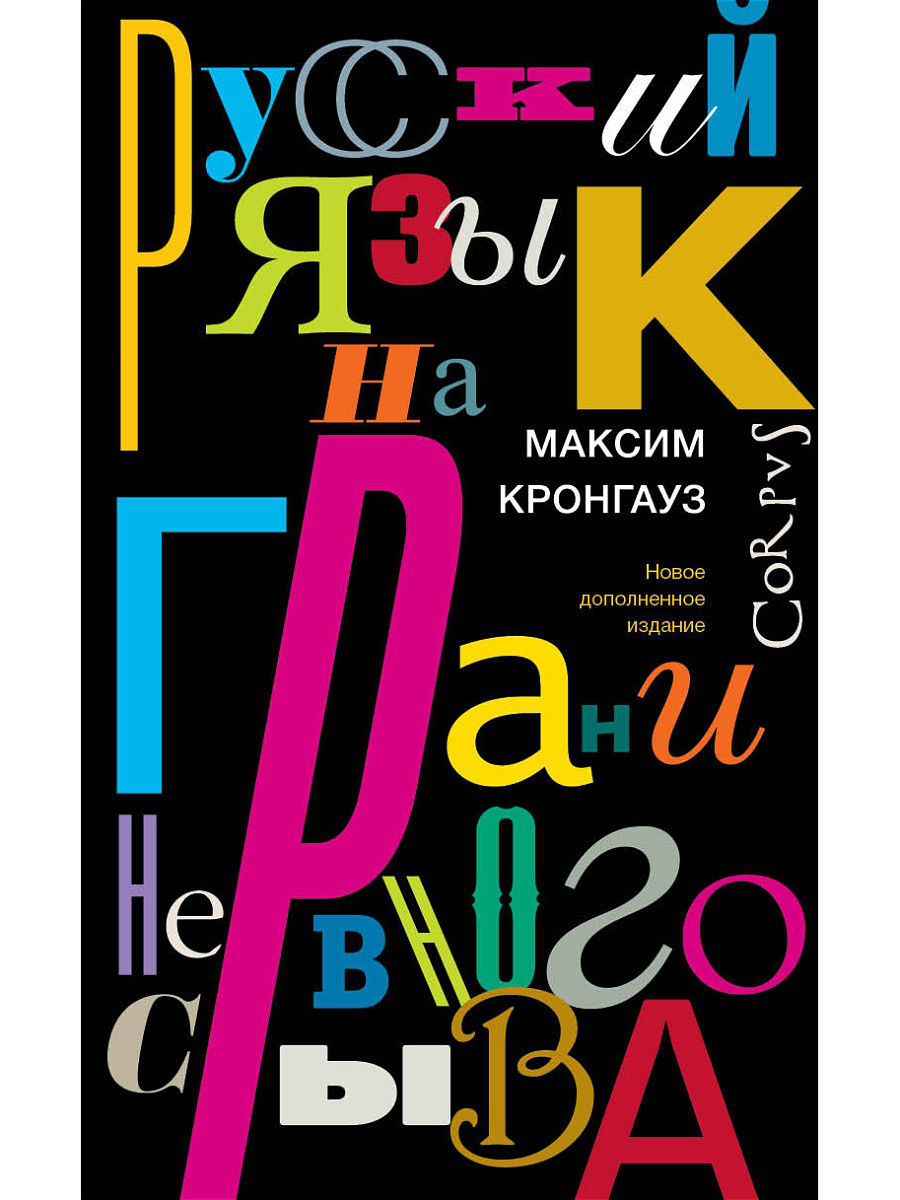 Русский
язык
на
МАКСИМ
КРОНГАУЗ
CORPVS
Новое
дополненное
издание
Грани
Нервного
срыва